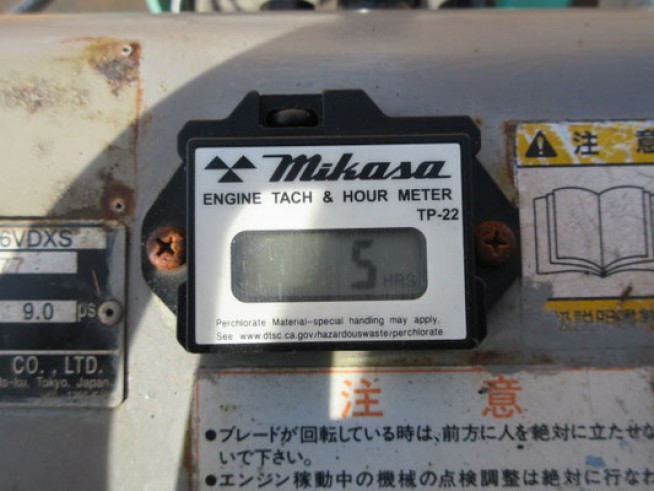 Mikasa
ENGINE TACH & HOUR METER
TP-22
5 HRS
Perchlorate Material-special handling may apply.
See www.dtsc.ca.gov/hazardouswaste/perchlorate
6VDXS
7
9.0 ps
CO., LTD.
Tokyo, Japan.
注意
注意
●ブレードが回転している時は、前方に人を絶対に立たせな
いで下さい。
●エンジン稼動中の機械の点検調整は絶対に行なわ